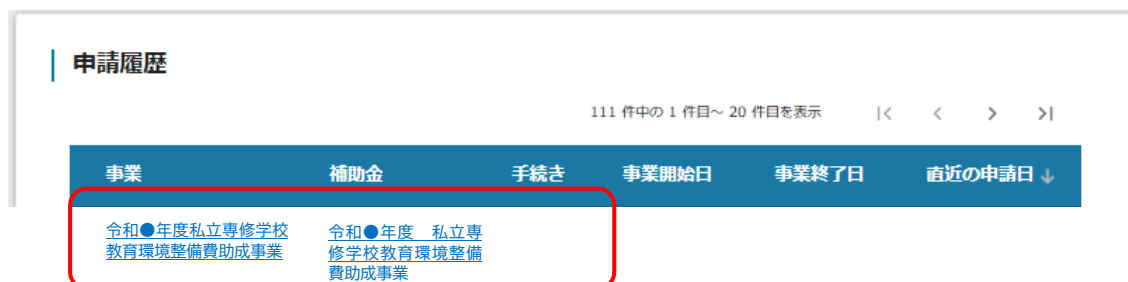 申請履歴
111 件中の 1 件目～ 20 件目を表示
事業 補助金 手続き 事業開始日 事業終了日 直近の申請日
令和●年度私立専修学校
教育環境整備費助成事業
令和●年度　私立専
修学校教育環境整備
費助成事業